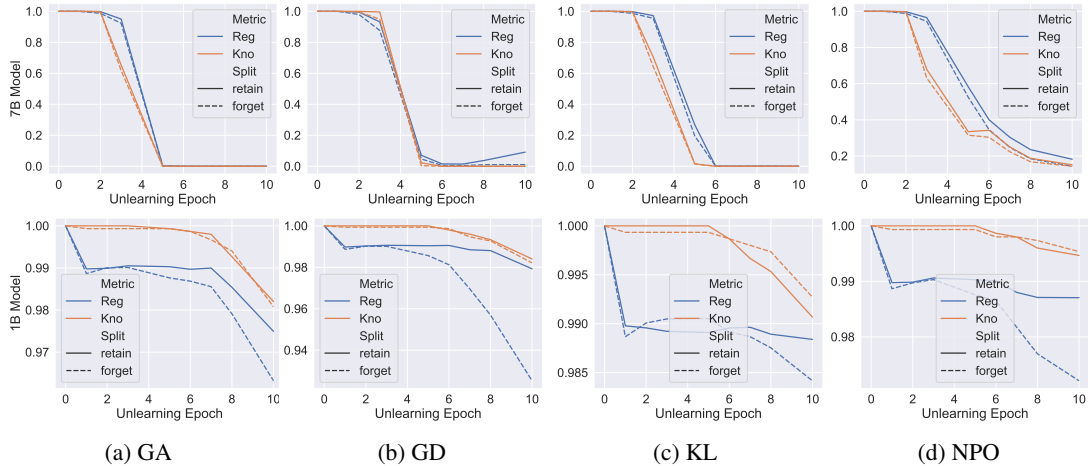 7B Model
1.0
0.8
0.6
0.4
0.2
0.0
0 2 4 6 8 10
Unlearning Epoch
Metric
Reg
Kno
Split
retain
forget
1.0
0.8
0.6
0.4
0.2
0.0
0 2 4 6 8 10
Unlearning Epoch
Metric
Reg
Kno
Split
retain
forget
1.0
0.8
0.6
0.4
0.2
0.0
0 2 4 6 8 10
Unlearning Epoch
Metric
Reg
Kno
Split
retain
forget
1.0
0.8
0.6
0.4
0.2
0 2 4 6 8 10
Unlearning Epoch
Metric
Reg
Kno
Split
retain
forget
1B Model
1.00
0.99
0.98
0.97
0 2 4 6 8 10
Unlearning Epoch
Metric
Reg
Kno
Split
retain
forget
1.00
0.98
0.96
0.94
0 2 4 6 8 10
Unlearning Epoch
Metric
Reg
Kno
Split
retain
forget
1.000
0.995
0.990
0.985
0 2 4 6 8 10
Unlearning Epoch
Metric
Reg
Kno
Split
retain
forget
1.00
0.99
0.98
0 2 4 6 8 10
Unlearning Epoch
Metric
Reg
Kno
Split
retain
forget
(a) GA
(b) GD
(c) KL
(d) NPO